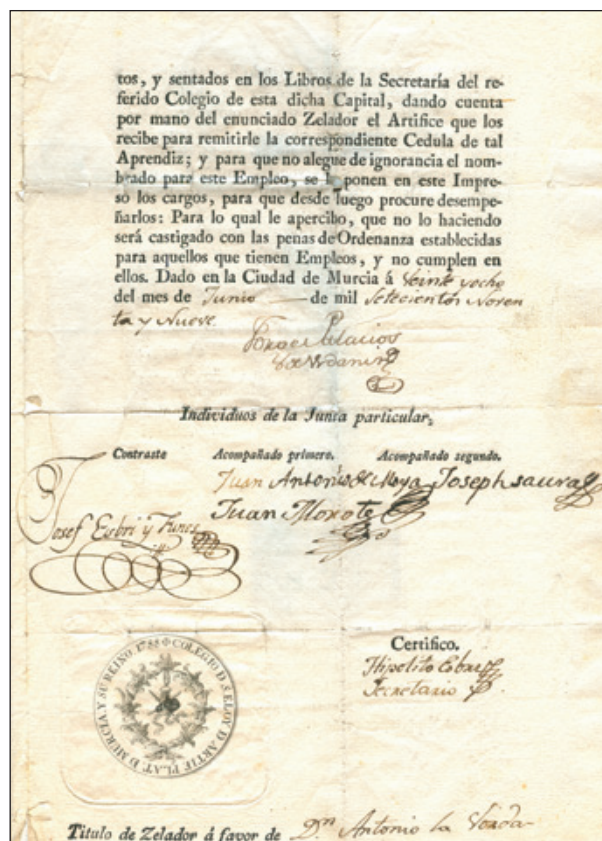 tos, y sentados en los Libros de la Secretaría del re-
ferido Colegio de esta dicha Capital, dando cuenta
por mano del enunciado Zelador el Artifice que los
recibe para remitirle la correspondiente Cedula de tal
Aprendiz; y para que no alegue de ignorancia el nom-
brado para este Empleo, se le ponen en este Impre-
so los cargos, para que desde luego procure desempe-
ñarlos: Para lo qual le apercibo, que no lo haciendo
será castigado con las penas de Ordenanza establecidas
para aquellos que tienen Empleos, y no cumplen en
ellos. Dado en la Ciudad de Murcia á Veinte y ocho
del mes de Junio de mil Setecientos Noven
ta y Nueve
Palacios
Individuos de la Junta particular.
Contraste Acompañado primero. Acompañado segundo.
Juan Antonio de Moya Joseph saura
Juan Morote
Josef Esbri y Funes
Certifico.
Hipolito Esbri
Secretario
COLEGIO D. S. ELOY D ARTIF. PLAT. D MURCIA. Y SU REINO 1788
Titulo de Zelador á favor de Dn Antonio la